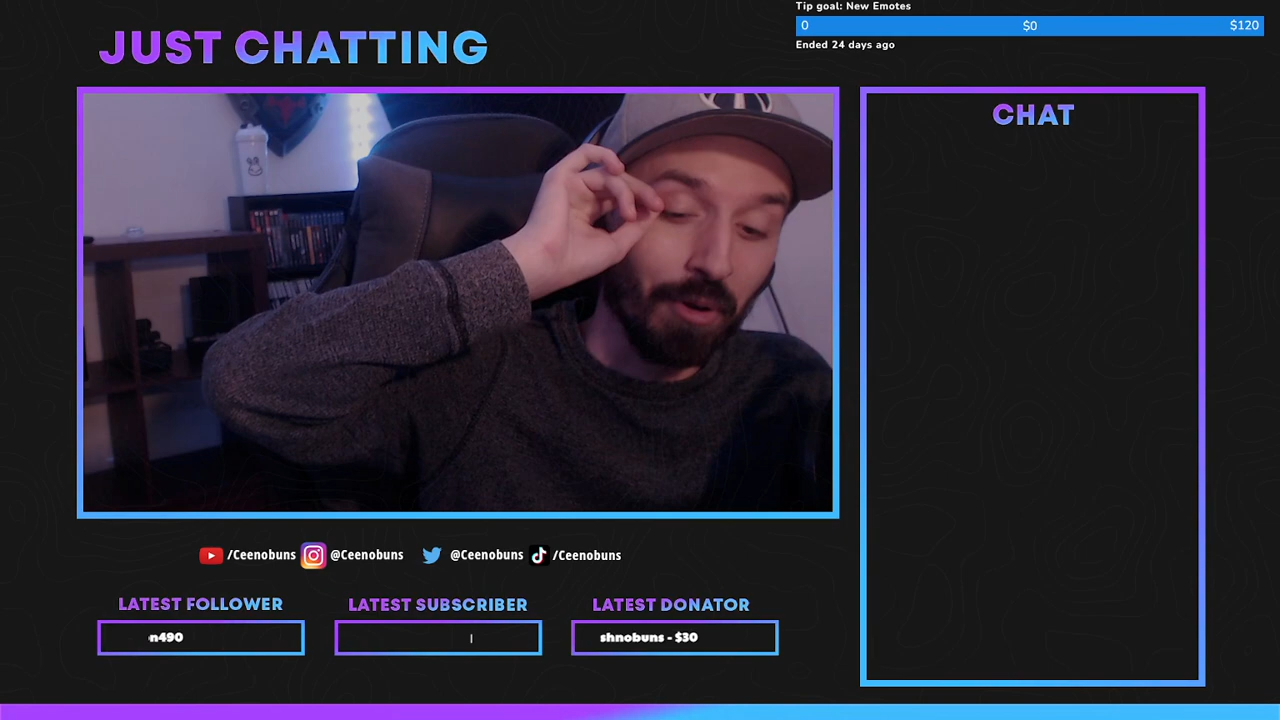 Tip goal: New Emotes
0 $0 $120
Ended 24 days ago
JUST CHATTING
CHAT
/Ceenobuns @Ceenobuns @Ceenobuns /Ceenobuns
LATEST FOLLOWER
n490
LATEST SUBSCRIBER
LATEST DONATOR
shnobuns - $30